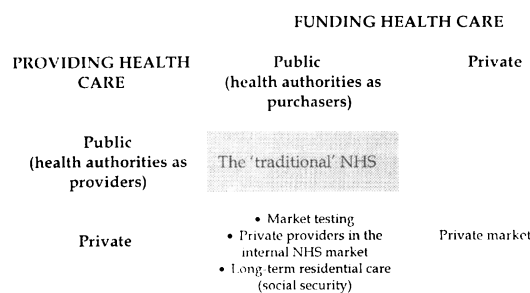 FUNDING HEALTH CARE
PROVIDING HEALTH
CARE
Public
(health authorities as
purchasers)
Private
Public
(health authorities as
providers)
The 'traditional' NHS
Private
• Market testing
• Private providers in the
internal NHS market
• Long-term residential care
(social security)
Private market